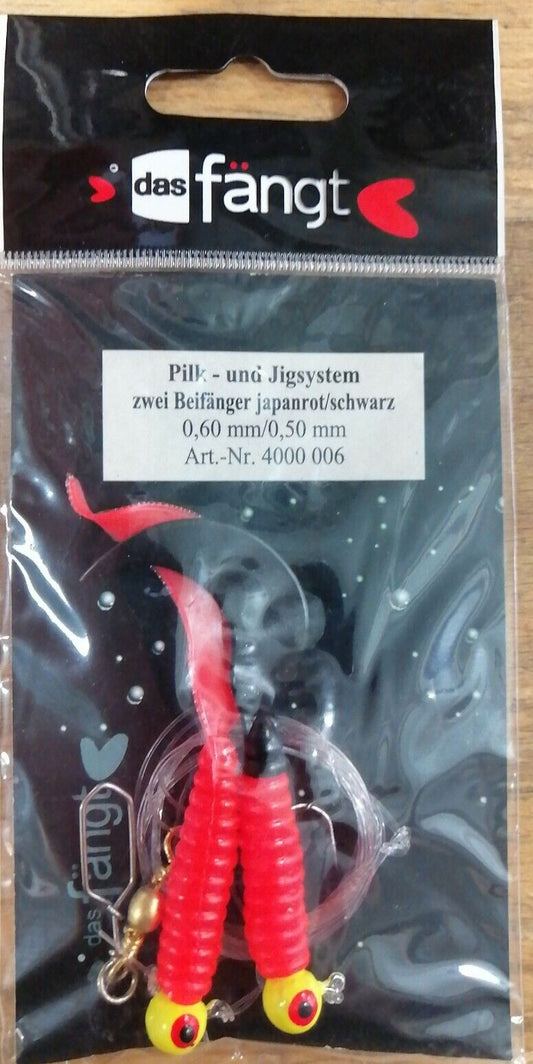 das fängt
Pilk - und Jigsystem
zwei Beifänger japanrot/schwarz
0,60 mm/0,50 mm
Art.-Nr. 4000 006
das fängt